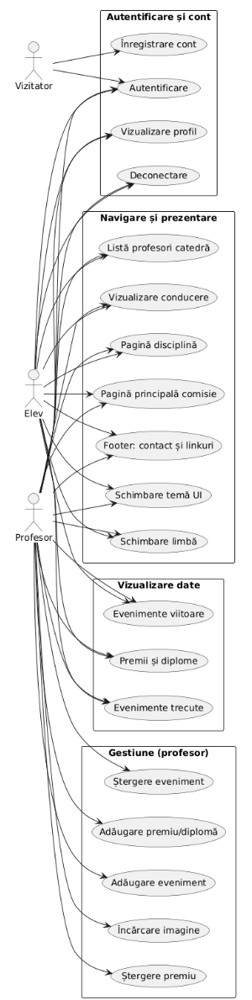 Autentificare și cont
Înregistrare cont
Vizitator
Autentificare
Vizualizare profil
Deconectare
Navigare și prezentare
Listă profesori catedră
Vizualizare conducere
Pagină disciplină
Pagină principală comisie
Elev
Footer: contact și linkuri
Schimbare temă UI
Profesor
Schimbare limbă
Vizualizare date
Evenimente viitoare
Premii și diplome
Evenimente trecute
Gestiune (profesor)
Ștergere eveniment
Adăugare premiu/diplomă
Adăugare eveniment
Încărcare imagine
Ștergere premiu